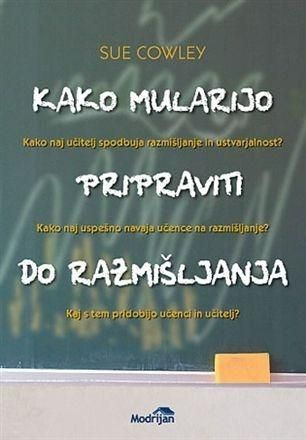 SUE COWLEY
KAKO MULARIJO
Kako naj učitelj spodbuja razmišljanje in ustvarjalnost?
PRIPRAVITI
Kako naj uspešno navaja učence na razmišljanje?
DO RAZMIŠLJANJA
Kaj s tem pridobijo učenci in učitelj?
Modrijan